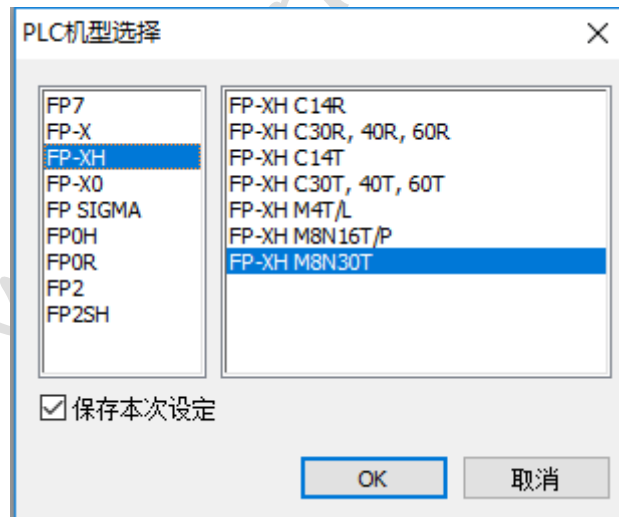 PLC机型选择
FP7
FP-X
FP-XH
FP-X0
FP SIGMA
FP0H
FP0R
FP2
FP2SH
FP-XH C14R
FP-XH C30R, 40R, 60R
FP-XH C14T
FP-XH C30T, 40T, 60T
FP-XH M4T/L
FP-XH M8N16T/P
FP-XH M8N30T
保存本次设定
OK
取消